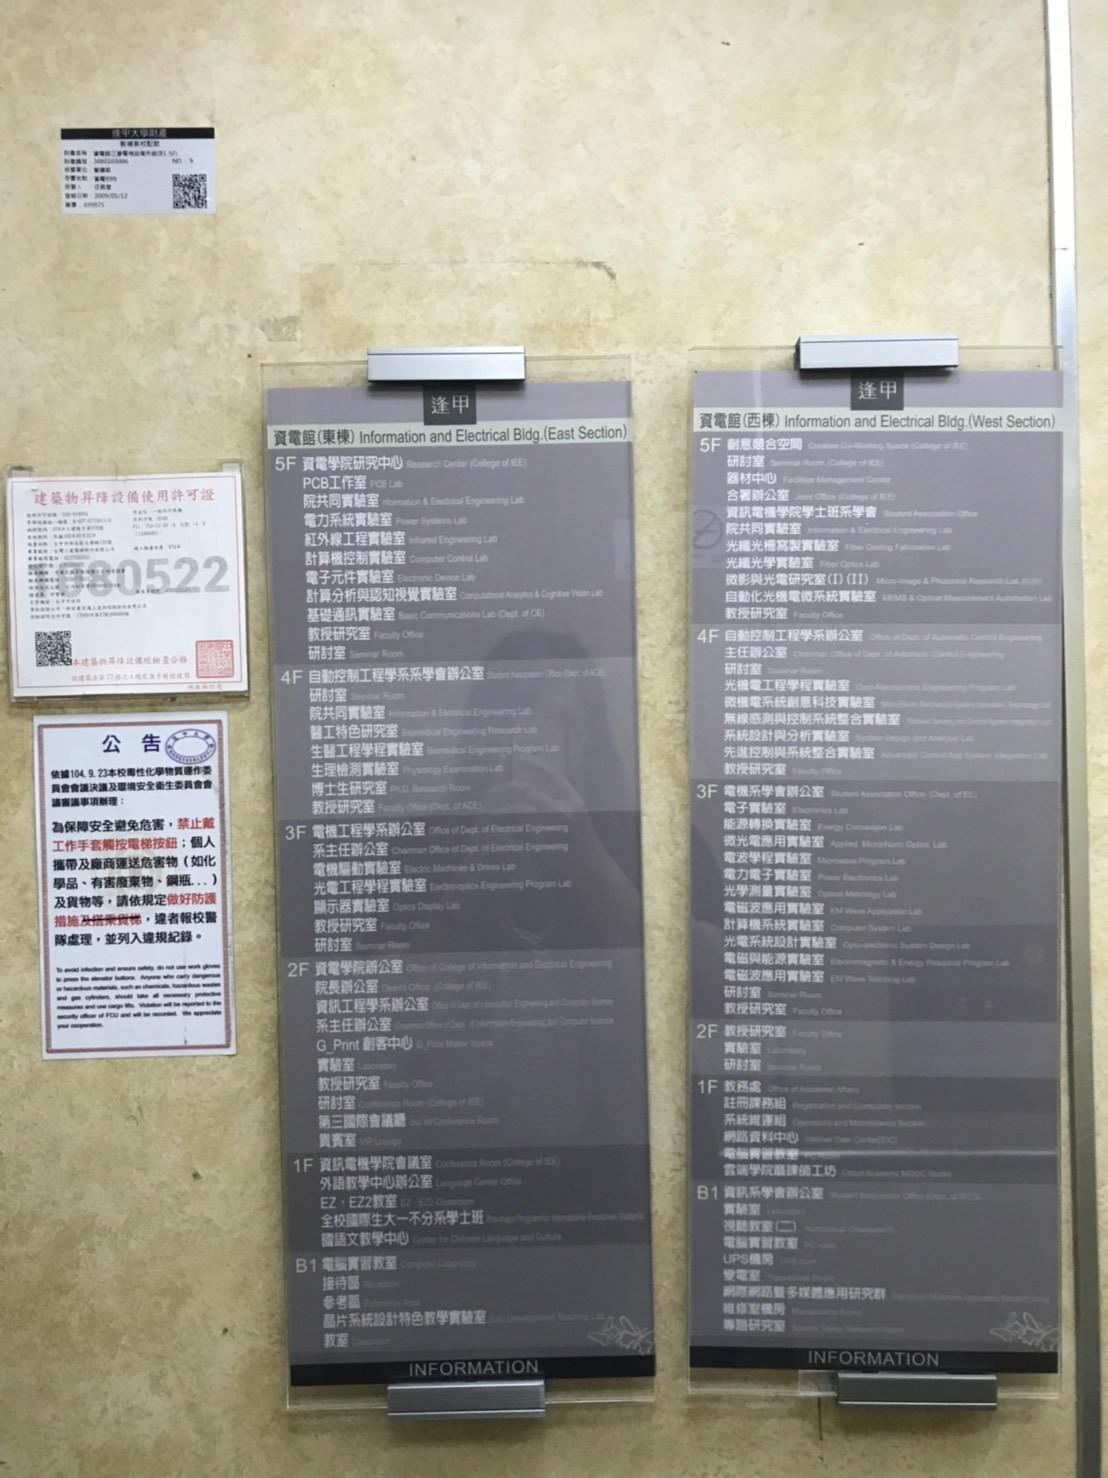 逢甲大學財產
NO : 9
2009/05/12
建築物昇降設備使用許可證
1080522
本建築物昇降設備經檢查合格
公告
依據104.9.23本校毒性化學物質運作委
員會會議決議及環境安全衛生委員會會
議審議事項辦理：
為保障安全避免危害，禁止戴
工作手套觸按電梯按鈕；個人
攜帶及廠商運送危害物（如化
學品、有害廢棄物、鋼瓶...）
及貨物等，請依規定做好防護
措施及搭乘貨梯，違者報校警
隊處理，並列入違規紀錄。
To avoid infection and ensure safety, do not use work gloves
to press the elevator buttons. Anyone who carry dangerous
or hazardous materials, such as chemicals, hazardous wastes
and gas cylinders, should take all necessary protective
measures and use cargo lifts. Violation will be reported to the
security officer of FCU and will be recorded. We appreciate
your cooperation.
逢甲
資電館(東棟) Information and Electrical Bldg.(East Section)
5F 資電學院研究中心 Research Center (College of IEE)
PCB工作室 PCB Lab
院共同實驗室 nformation & Electrical Engineering Lab
電力系統實驗室 Power Systems Lab
紅外線工程實驗室 Infrared Engineering Lab
計算機控制實驗室 Computer Control Lab
電子元件實驗室 Electronic Device Lab
計算分析與認知視覺實驗室 Computational Analytics & Cognitive Vision Lab
基礎通訊實驗室 Basic Communications Lab (Dept. of CE)
教授研究室 Faculty Office
研討室 Seminar Room
4F 自動控制工程學系系學會辦公室 Student Association Office (Dept. of ACE)
研討室 Seminar Room
院共同實驗室 Information & Electrical Engineering Lab
醫工特色研究室 Biomedical Engineering Research Lab
生醫工程學程實驗室 Biomedical Engineering Program Lab
生理檢測實驗室 Physiology Examination Lab
博士生研究室 Ph.D. Research Room
教授研究室 Faculty Office (Dept. of ACE)
3F 電機工程學系辦公室 Office of Dept. of Electrical Engineering
系主任辦公室 Chairman Office of Dept. of Electrical Engineering
電機驅動實驗室 Electric Machines & Drives Lab
光電工程學程實驗室 Electro-optics Engineering Program Lab
顯示器實驗室 Optics Display Lab
教授研究室 Faculty Office
研討室 Seminar Room
2F 資電學院辦公室 Office of College of Information and Electrical Engineering
院長辦公室 Dean's Office (College of IEE)
資訊工程學系辦公室 Office of Dept. of Information Engineering and Computer Science
系主任辦公室 Chairman Office of Dept. of Information Engineering and Computer Science
G_Print 創客中心 G_Print Maker Space
實驗室 Laboratory
教授研究室 Faculty Office
研討室 Conference Room (College of IEE)
第三國際會議廳 3rd Int'Conference Room
貴賓室 VIP Lounge
1F 資訊電機學院會議室 Conference Room (College of IEE)
外語教學中心辦公室 Language Center Office
EZ、EZ2教室 EZ、EZ2 Classroom
全校國際生大一不分系學士班
國語文教學中心 Center for Chinese Language and Culture
B1 電腦實習教室 Computer Laboratory
接待區 Reception
參考區 Reference Area
晶片系統設計特色教學實驗室 SoC Development Teaching Lab
教室 Classroom
INFORMATION
逢甲
資電館(西棟) Information and Electrical Bldg.(West Section)
5F 創意競合空間 Creative Co-Working Space (College of IEE)
研討室 Seminar Room (College of IEE)
器材中心 Facilities Management Center
合署辦公室 Joint Office (College of IEE)
資訊電機學院學士班系學會 Student Association Office
院共同實驗室 Information & Electrical Engineering Lab
光纖光柵寫製實驗室 Fiber Grating Fabrication Lab
光纖光學實驗室 Fiber Optics Lab
微影與光電研究室(I)(II) Micro-Image & Photonics Research Lab (I)(II)
自動化光機電微系統實驗室 MEMS & Optical Measurement Automation Lab
教授研究室 Faculty Office
4F 自動控制工程學系辦公室 Office of Dept. of Automatic Control Engineering
主任辦公室 Chairman Office of Dept. of Automatic Control Engineering
研討室 Seminar Room
光機電工程學程實驗室 Opto-Mechatronic Engineering Program Lab
微機電系統創意科技實驗室
無線感測與控制系統整合實驗室
系統設計與分析實驗室 System Design and Analysis Lab
先進控制與系統整合實驗室 Advanced Control And System Integration Lab
教授研究室 Faculty Office
3F 電機系學會辦公室 Student Association Office (Dept. of EE)
電子實驗室 Electronics Lab
能源轉換實驗室 Energy Conversion Lab
微光電應用實驗室 Applied Micro/Nano Optics Lab
電波學程實驗室 Microwave Program Lab
電力電子實驗室 Power Electronics Lab
光學測量實驗室 Optical Metrology Lab
電磁波應用實驗室 EM Wave Application Lab
計算機系統實驗室 Computer System Lab
光電系統設計實驗室 Opto-electronic System Design Lab
電磁與能源實驗室 Electromagnetic & Energy Resource Program Lab
電磁波應用實驗室 EM Wave Teaching Lab
研討室 Seminar Room
教授研究室 Faculty Office
2F 教授研究室 Faculty Office
實驗室 Laboratory
研討室 Seminar Room
1F 教務處 Office of Academic Affairs
註冊課務組 Registration and Curriculum Section
系統維運組 Operations and Maintenance Section
網路資料中心 Internet Data Center(IDC)
電腦實習教室 PC Room
雲端學院磨課師工坊 Cloud Academy MOOC Studio
B1 資訊系學會辦公室 Student Association Office (Dept. of IECS)
實驗室 Laboratory
視聽教室(二)
電腦實習教室 PC room
UPS機房 UPS room
變電室
網際網路暨多媒體應用研究群
維修室機房 Maintenance Room
專題研究室
INFORMATION